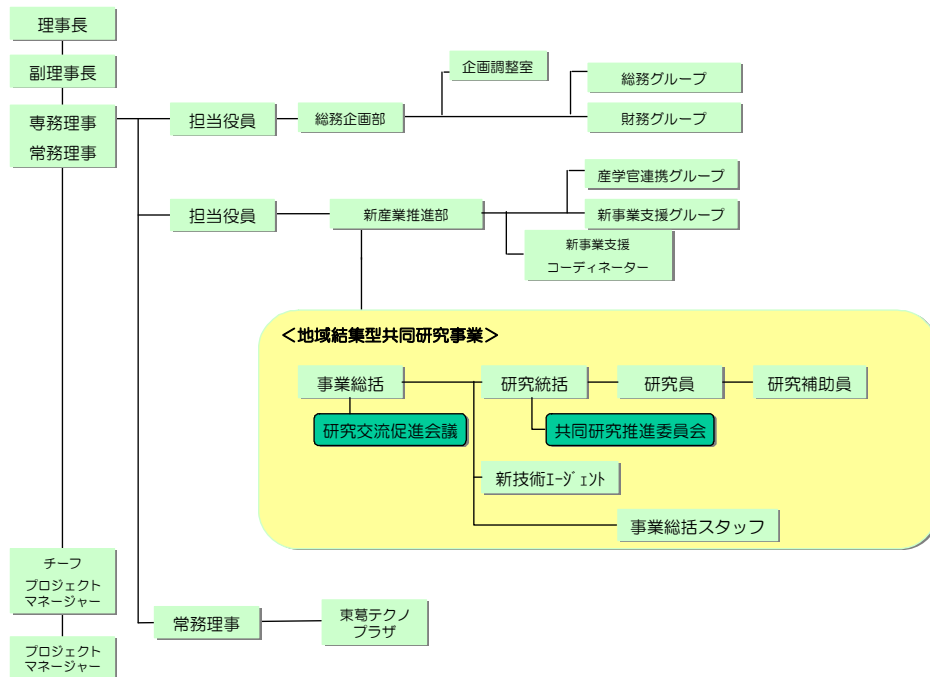 理事長
副理事長
専務理事
常務理事
担当役員
総務企画部
企画調整室
総務グループ
財務グループ
担当役員
新産業推進部
産学官連携グループ
新事業支援グループ
新事業支援
コーディネーター
＜地域結集型共同研究事業＞
事業総括
研究統括
研究員
研究補助員
研究交流促進会議
共同研究推進委員会
新技術ｴｰｼﾞｪﾝﾄ
事業総括スタッフ
チーフ
プロジェクト
マネージャー
常務理事
東葛テクノ
プラザ
プロジェクト
マネージャー